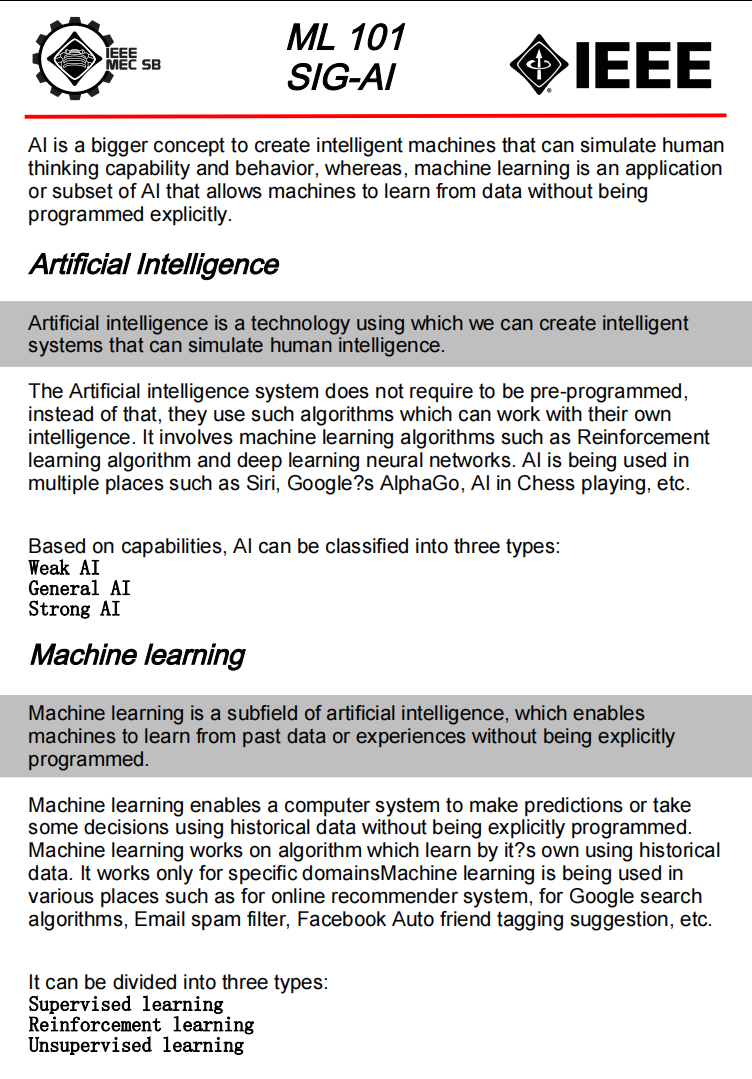 IEEE
MEC SB
ML 101
SIG-AI
IEEE
AI is a bigger concept to create intelligent machines that can simulate human
thinking capability and behavior, whereas, machine learning is an application
or subset of AI that allows machines to learn from data without being
programmed explicitly.
Artificial Intelligence
Artificial intelligence is a technology using which we can create intelligent
systems that can simulate human intelligence.
The Artificial intelligence system does not require to be pre-programmed,
instead of that, they use such algorithms which can work with their own
intelligence. It involves machine learning algorithms such as Reinforcement
learning algorithm and deep learning neural networks. AI is being used in
multiple places such as Siri, Google?s AlphaGo, AI in Chess playing, etc.
Based on capabilities, AI can be classified into three types:
Weak AI
General AI
Strong AI
Machine learning
Machine learning is a subfield of artificial intelligence, which enables
machines to learn from past data or experiences without being explicitly
programmed.
Machine learning enables a computer system to make predictions or take
some decisions using historical data without being explicitly programmed.
Machine learning works on algorithm which learn by it?s own using historical
data. It works only for specific domainsMachine learning is being used in
various places such as for online recommender system, for Google search
algorithms, Email spam filter, Facebook Auto friend tagging suggestion, etc.
It can be divided into three types:
Supervised learning
Reinforcement learning
Unsupervised learning